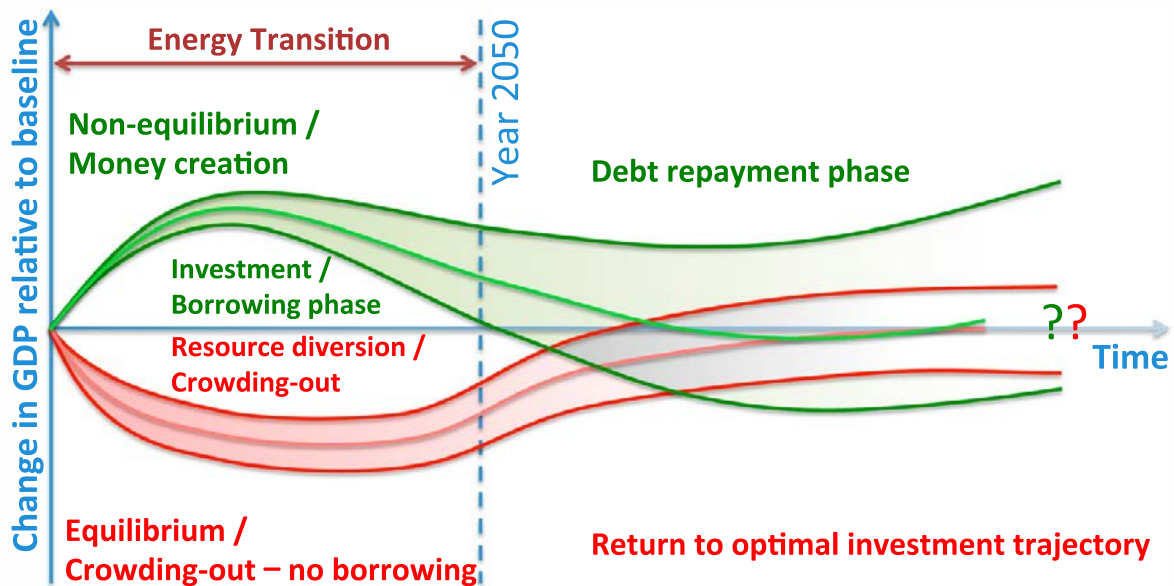 Change in GDP relative to baseline
Energy Transition
Year 2050
Non-equilibrium /
Money creation
Debt repayment phase
Investment /
Borrowing phase
Resource diversion /
Crowding-out
??
Time
Equilibrium /
Crowding-out – no borrowing
Return to optimal investment trajectory